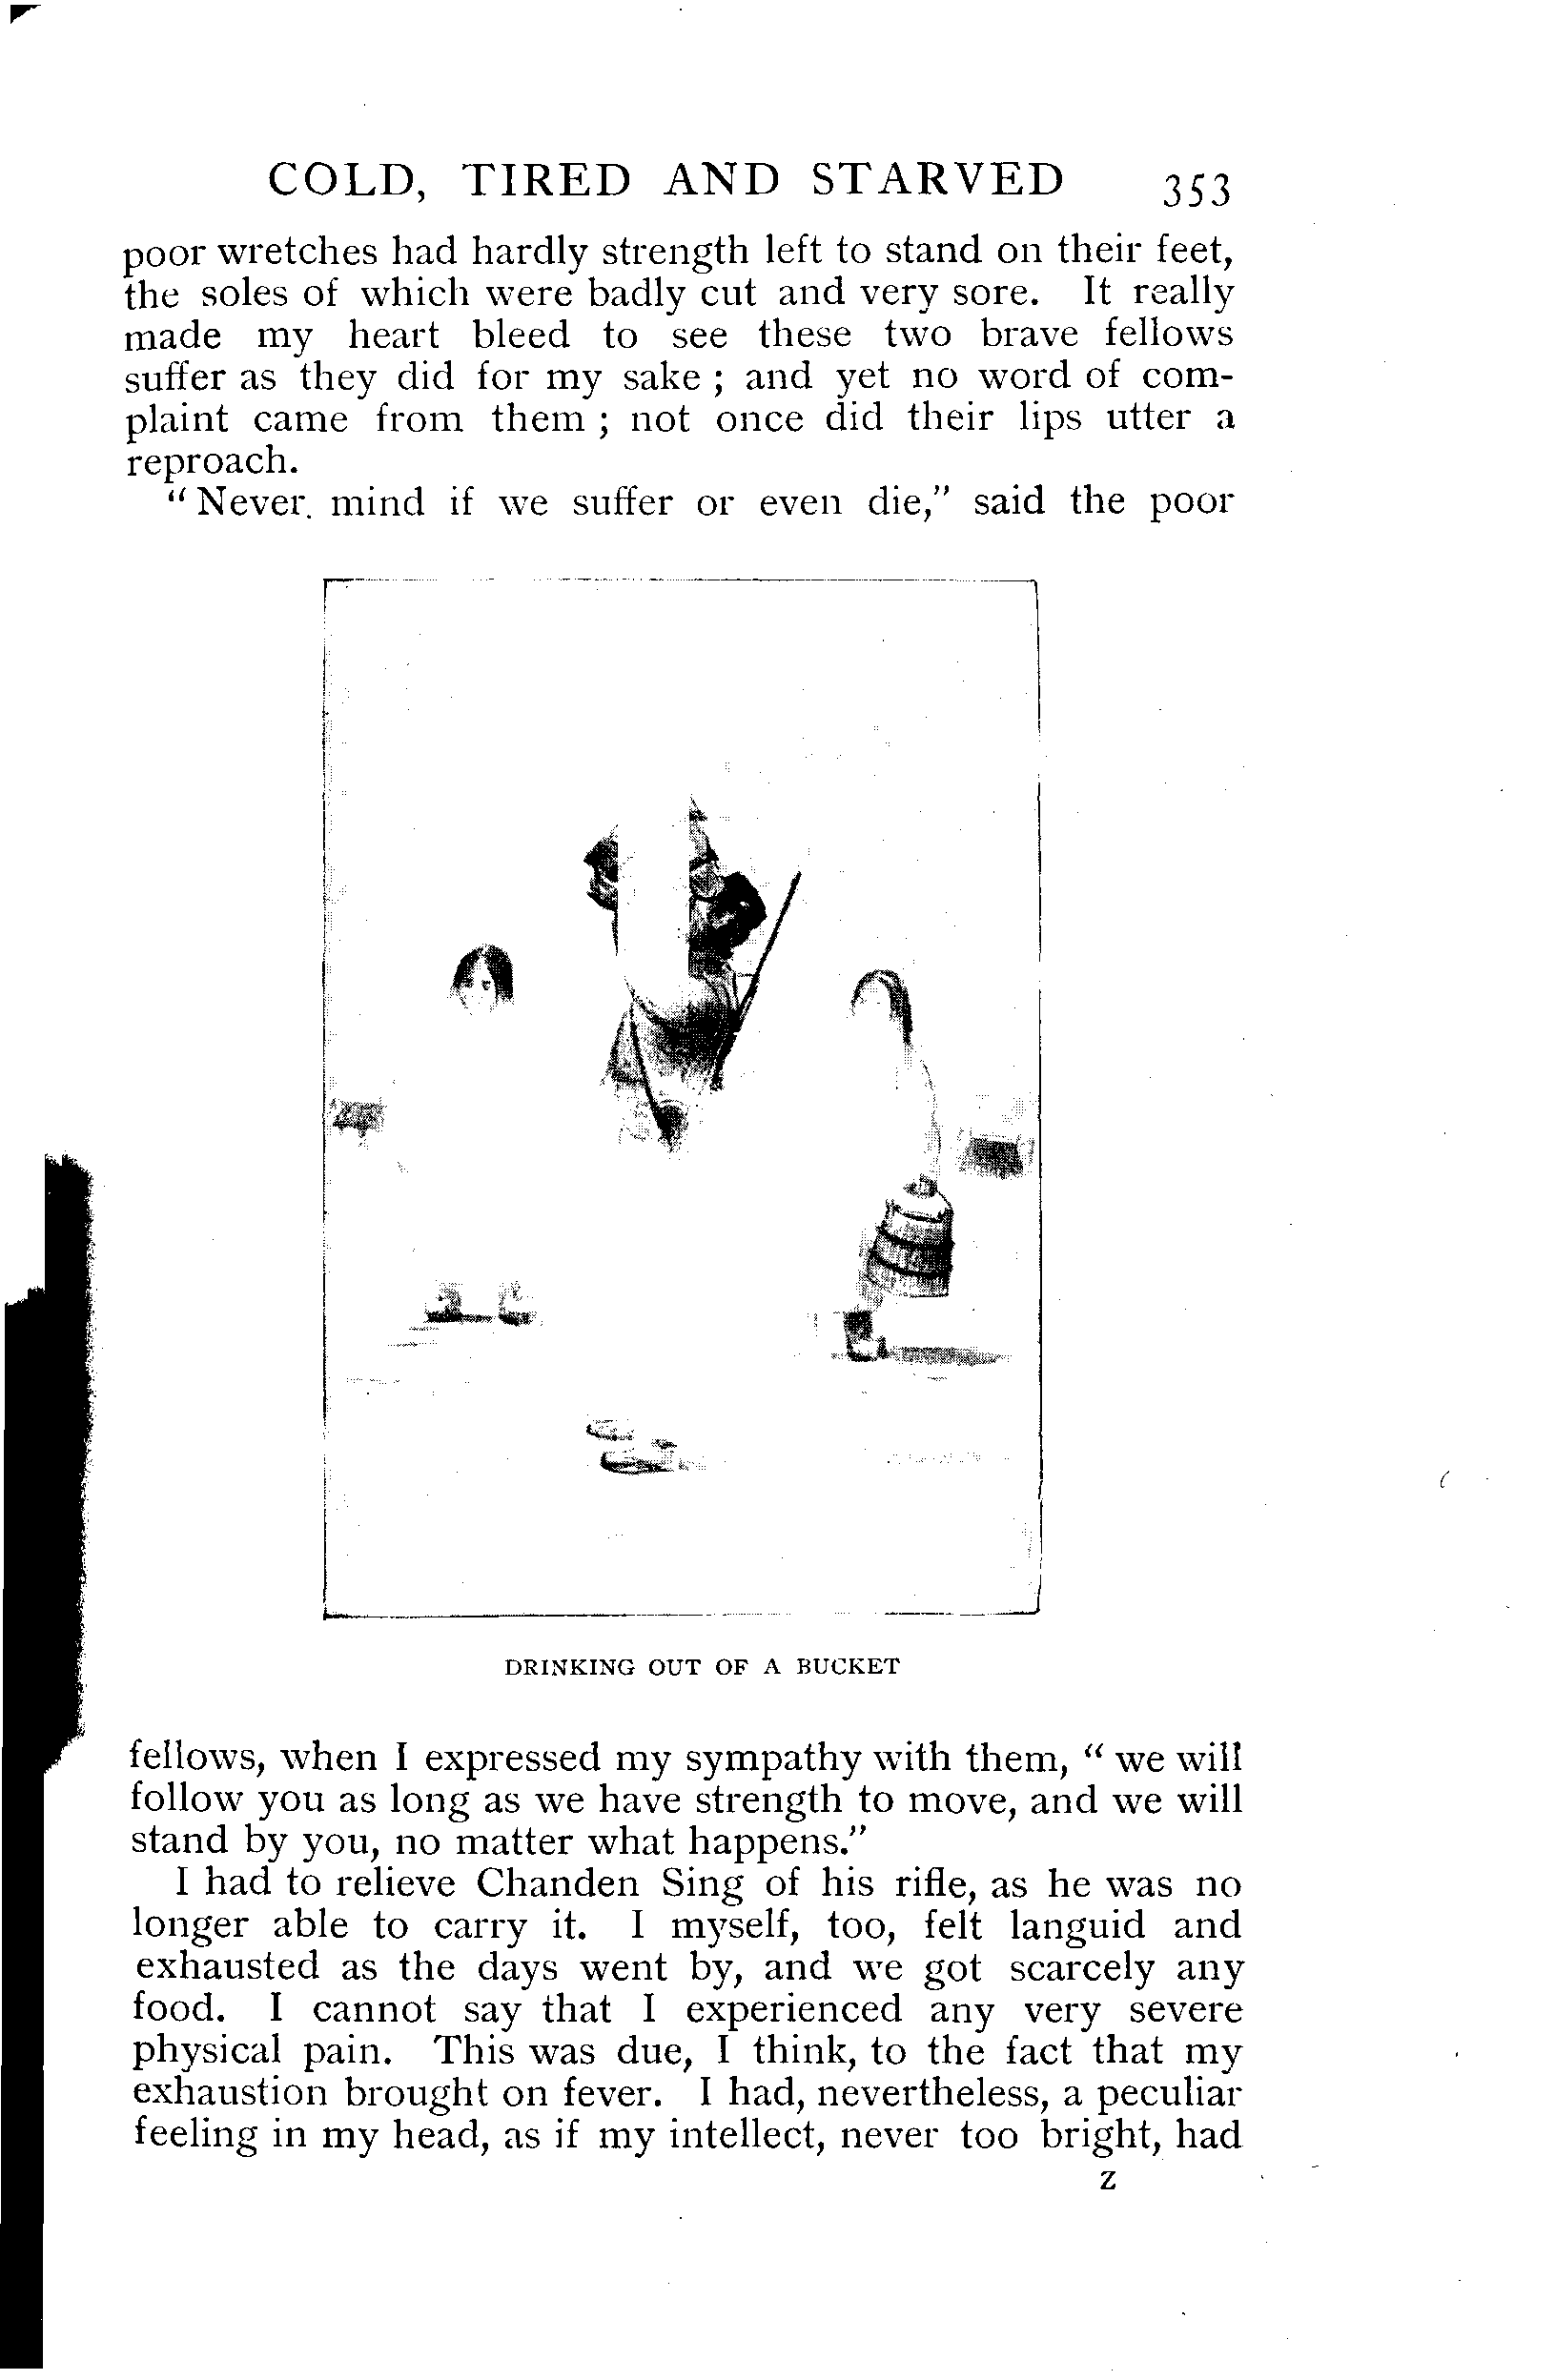 COLD, TIRED AND STARVED 353
poor wretches had hardly strength left to stand on their feet,
the soles of which were badly cut and very sore. It really
made my heart bleed to see these two brave fellows
suffer as they did for my sake ; and yet no word of com-
plaint came from them ; not once did their lips utter a
reproach.
“ Never. mind if we suffer or even die,” said the poor
DRINKING OUT OF A BUCKET
fellows, when I expressed my sympathy with them, “ we will
follow you as long as we have strength to move, and we will
stand by you, no matter what happens.”
I had to relieve Chanden Sing of his rifle, as he was no
longer able to carry it. I myself, too, felt languid and
exhausted as the days went by, and we got scarcely any
food. I cannot say that I experienced any very severe
physical pain. This was due, I think, to the fact that my
exhaustion brought on fever. I had, nevertheless, a peculiar
feeling in my head, as if my intellect, never too bright, had
Z